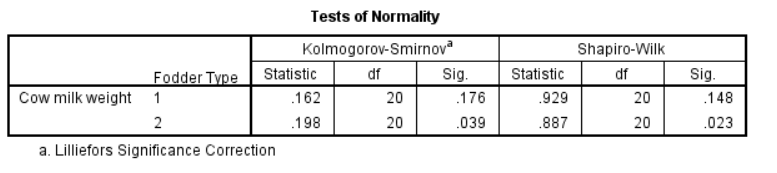 Tests of Normality
Kolmogorov-Smirnovᵃ Shapiro-Wilk
Fodder Type Statistic df Sig. Statistic df Sig.
Cow milk weight 1 .162 20 .176 .929 20 .148
2 .198 20 .039 .887 20 .023
a. Lilliefors Significance Correction